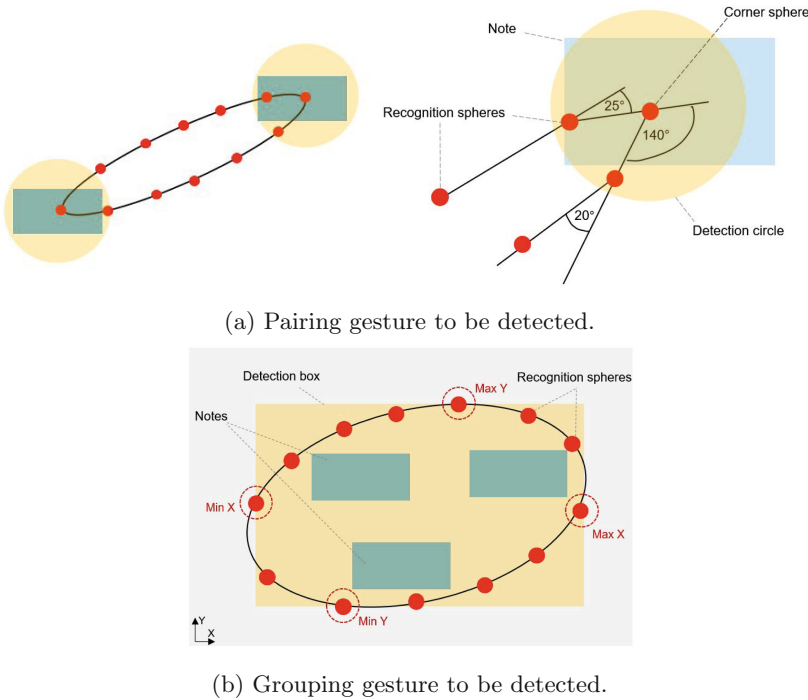 Corner sphere
Note
Recognition spheres
25°
140°
20°
Detection circle
(a) Pairing gesture to be detected.
Detection box
Max Y
Recognition spheres
Notes
Min X
Max X
Min Y
Y
X
(b) Grouping gesture to be detected.